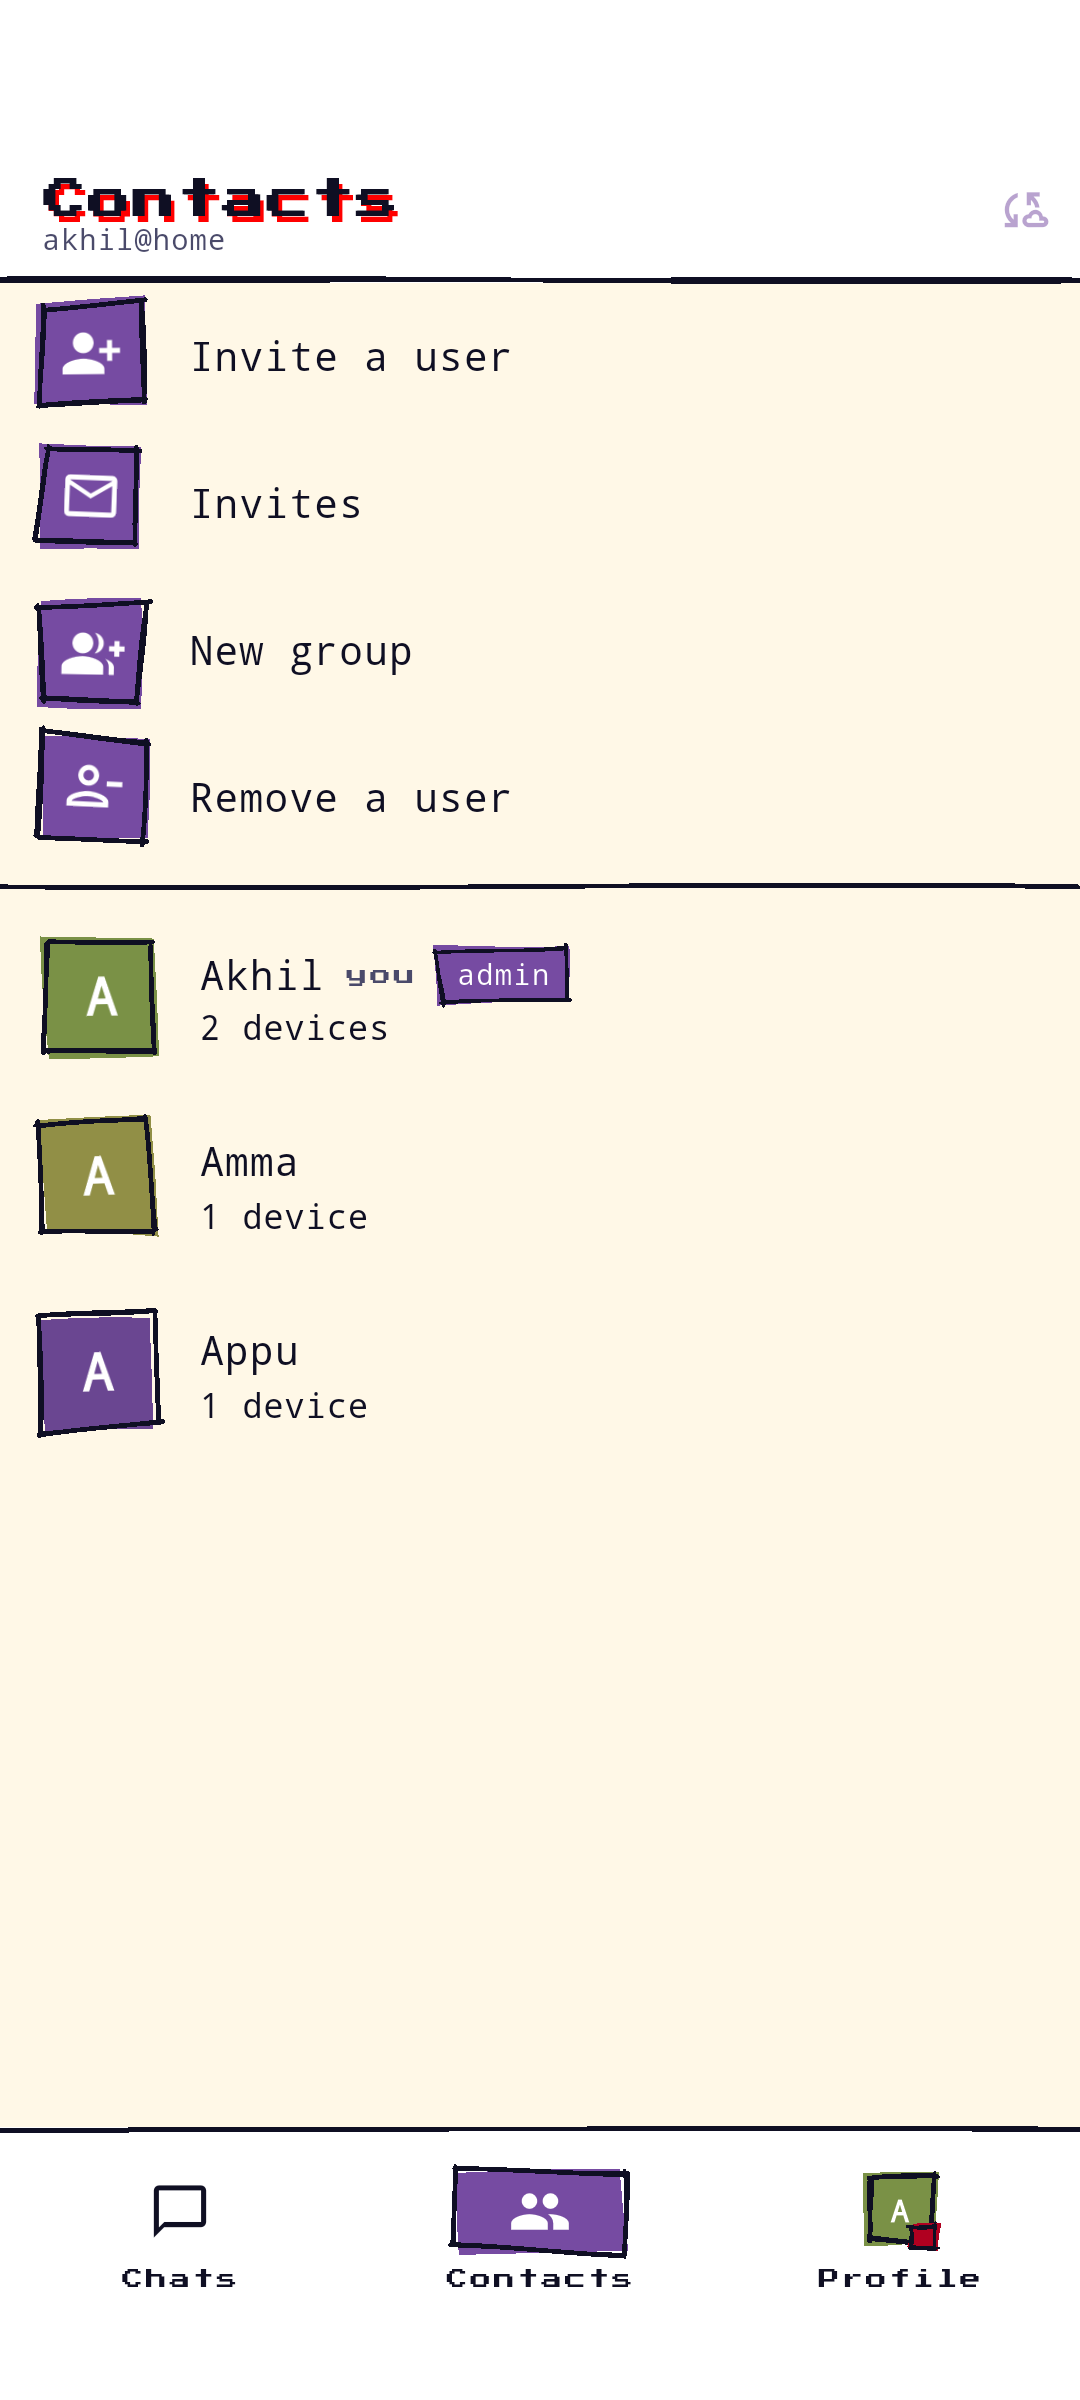 Contacts
akhil@home
Invite a user
Invites
New group
Remove a user
A
Akhil you admin
2 devices
A
Amma
1 device
A
Appu
1 device
A
Chats
Contacts
Profile